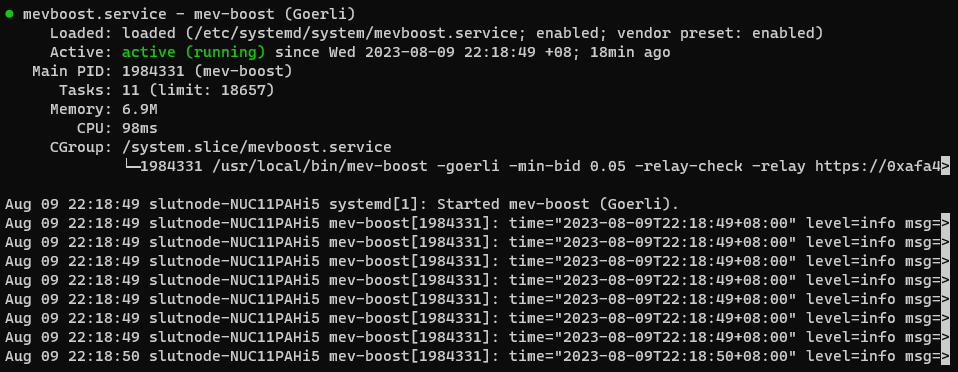 ● mevboost.service - mev-boost (Goerli)
Loaded: loaded (/etc/systemd/system/mevboost.service; enabled; vendor preset: enabled)
Active: active (running) since Wed 2023-08-09 22:18:49 +08; 18min ago
Main PID: 1984331 (mev-boost)
Tasks: 11 (limit: 18657)
Memory: 6.9M
CPU: 98ms
CGroup: /system.slice/mevboost.service
└─1984331 /usr/local/bin/mev-boost -goerli -min-bid 0.05 -relay-check -relay https://0xafa4>
Aug 09 22:18:49 slutnode-NUC11PAHi5 systemd[1]: Started mev-boost (Goerli).
Aug 09 22:18:49 slutnode-NUC11PAHi5 mev-boost[1984331]: time="2023-08-09T22:18:49+08:00" level=info msg=>
Aug 09 22:18:49 slutnode-NUC11PAHi5 mev-boost[1984331]: time="2023-08-09T22:18:49+08:00" level=info msg=>
Aug 09 22:18:49 slutnode-NUC11PAHi5 mev-boost[1984331]: time="2023-08-09T22:18:49+08:00" level=info msg=>
Aug 09 22:18:49 slutnode-NUC11PAHi5 mev-boost[1984331]: time="2023-08-09T22:18:49+08:00" level=info msg=>
Aug 09 22:18:49 slutnode-NUC11PAHi5 mev-boost[1984331]: time="2023-08-09T22:18:49+08:00" level=info msg=>
Aug 09 22:18:49 slutnode-NUC11PAHi5 mev-boost[1984331]: time="2023-08-09T22:18:49+08:00" level=info msg=>
Aug 09 22:18:49 slutnode-NUC11PAHi5 mev-boost[1984331]: time="2023-08-09T22:18:49+08:00" level=info msg=>
Aug 09 22:18:50 slutnode-NUC11PAHi5 mev-boost[1984331]: time="2023-08-09T22:18:50+08:00" level=info msg=>